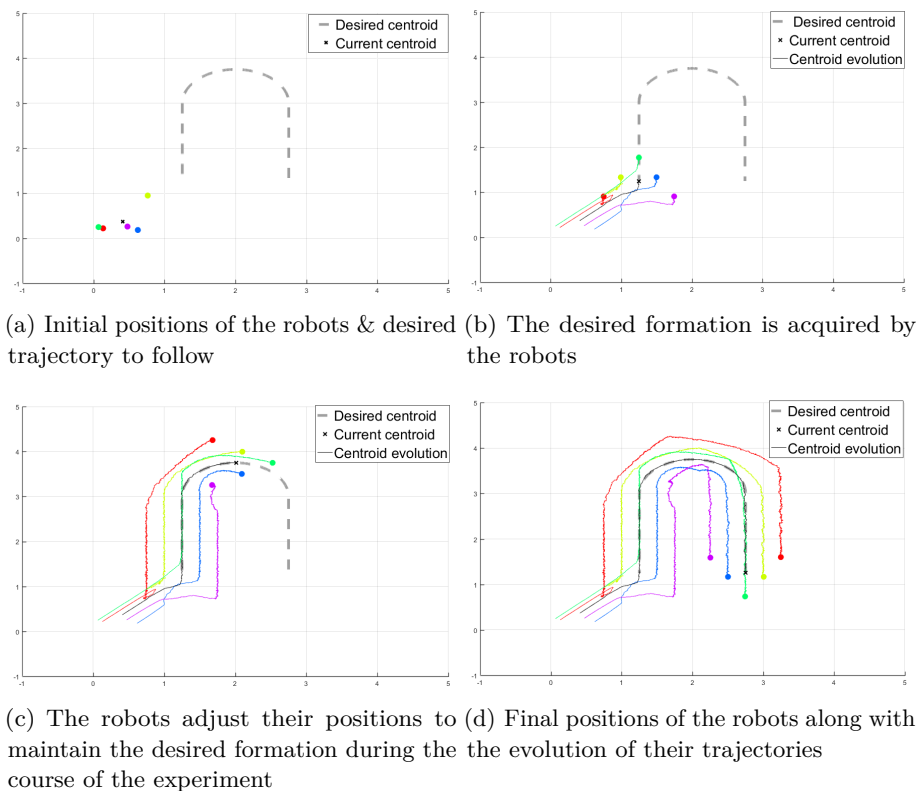 5
4
3
2
1
0
-1
-1 0 1 2 3 4 5
Desired centroid
Current centroid
5
4
3
2
1
0
-1
-1 0 1 2 3 4 5
Desired centroid
Current centroid
Centroid evolution
(a) Initial positions of the robots & desired
trajectory to follow
(b) The desired formation is acquired by
the robots
5
4
3
2
1
0
-1
-1 0 1 2 3 4 5
Desired centroid
Current centroid
Centroid evolution
5
4
3
2
1
0
-1
-1 0 1 2 3 4 5
Desired centroid
Current centroid
Centroid evolution
(c) The robots adjust their positions to
maintain the desired formation during the
course of the experiment
(d) Final positions of the robots along with
the evolution of their trajectories